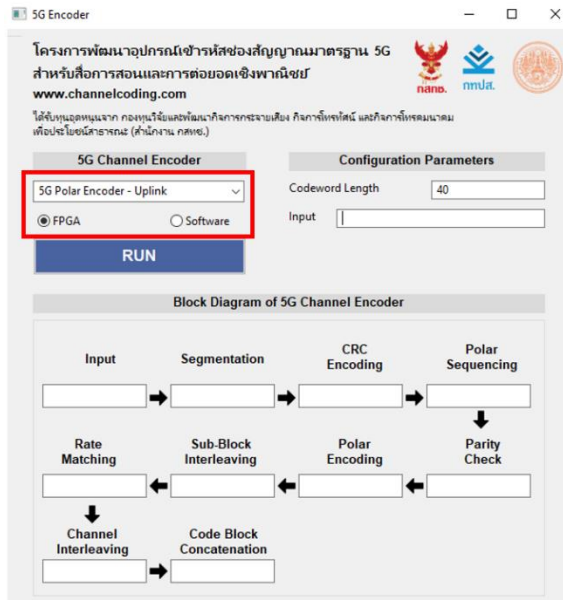 5G Encoder
โครงการพัฒนาอุปกรณ์เข้ารหัสช่องสัญญาณมาตรฐาน 5G
สำหรับสื่อการสอนและการต่อยอดเชิงพาณิชย์
www.channelcoding.com
ได้รับทุนอุดหนุนจาก กองทุนวิจัยและพัฒนากิจการกระจายเสียง กิจการโทรทัศน์ และกิจการโทรคมนาคม
เพื่อประโยชน์สาธารณะ (สำนักงาน กสทช.)
กสทช.
กทปส.
5G Channel Encoder
Configuration Parameters
5G Polar Encoder - Uplink
Codeword Length
40
FPGA
Software
Input
RUN
Block Diagram of 5G Channel Encoder
Input
Segmentation
CRC
Encoding
Polar
Sequencing
Rate
Matching
Sub-Block
Interleaving
Polar
Encoding
Parity
Check
Channel
Interleaving
Code Block
Concatenation